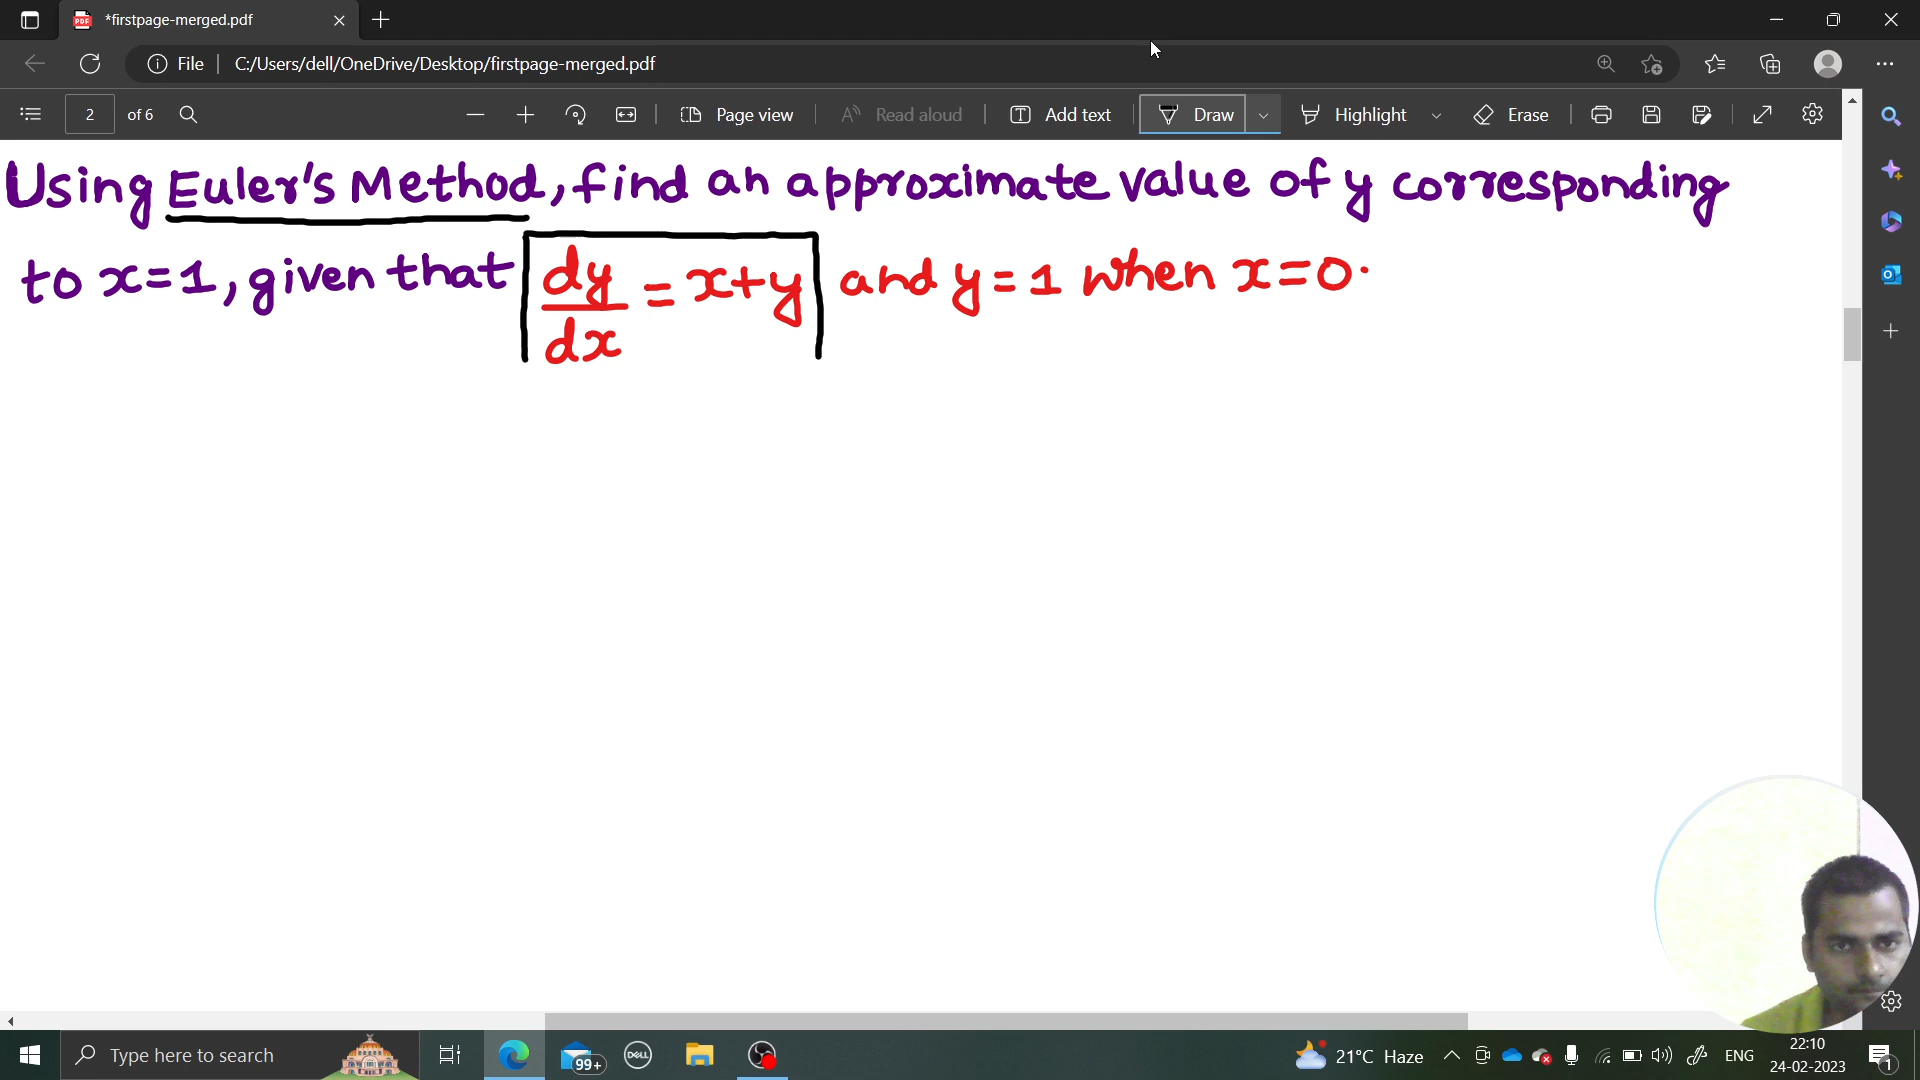 *firstpage-merged.pdf
File C:/Users/dell/OneDrive/Desktop/firstpage-merged.pdf
2 of 6 Page view Read aloud Add text Draw Highlight Erase
Using Euler's Method, find an approximate value of y corresponding
to x=1, given that dy/dx = x+y and y=1 when x=0.
Type here to search 99+ DELL 21°C Haze ENG 22:10
24-02-2023 1